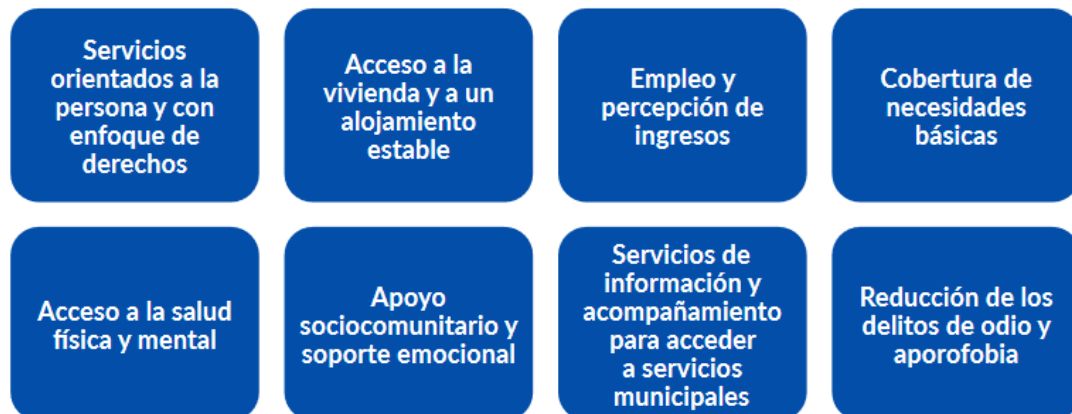 Servicios
orientados a la
persona y con
enfoque de
derechos
Acceso a la
vivienda y a un
alojamiento
estable
Empleo y
percepción de
ingresos
Cobertura de
necesidades
básicas
Acceso a la salud
física y mental
Apoyo
sociocomunitario y
soporte emocional
Servicios de
información y
acompañamiento
para acceder
a servicios
municipales
Reducción de los
delitos de odio y
aporofobia